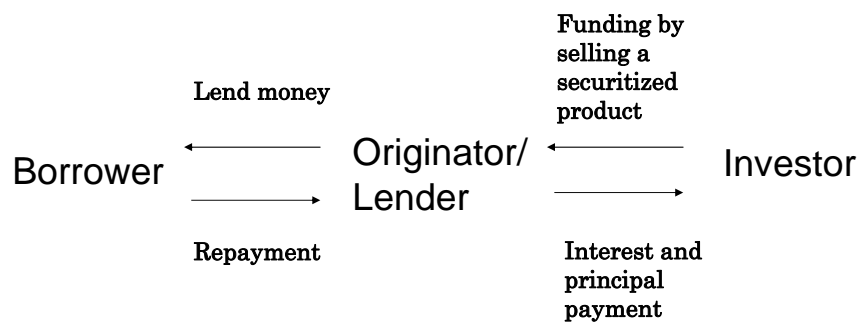 Funding by
selling a
securitized
product
Lend money
Borrower
Originator/
Lender
Investor
Repayment
Interest and
principal
payment